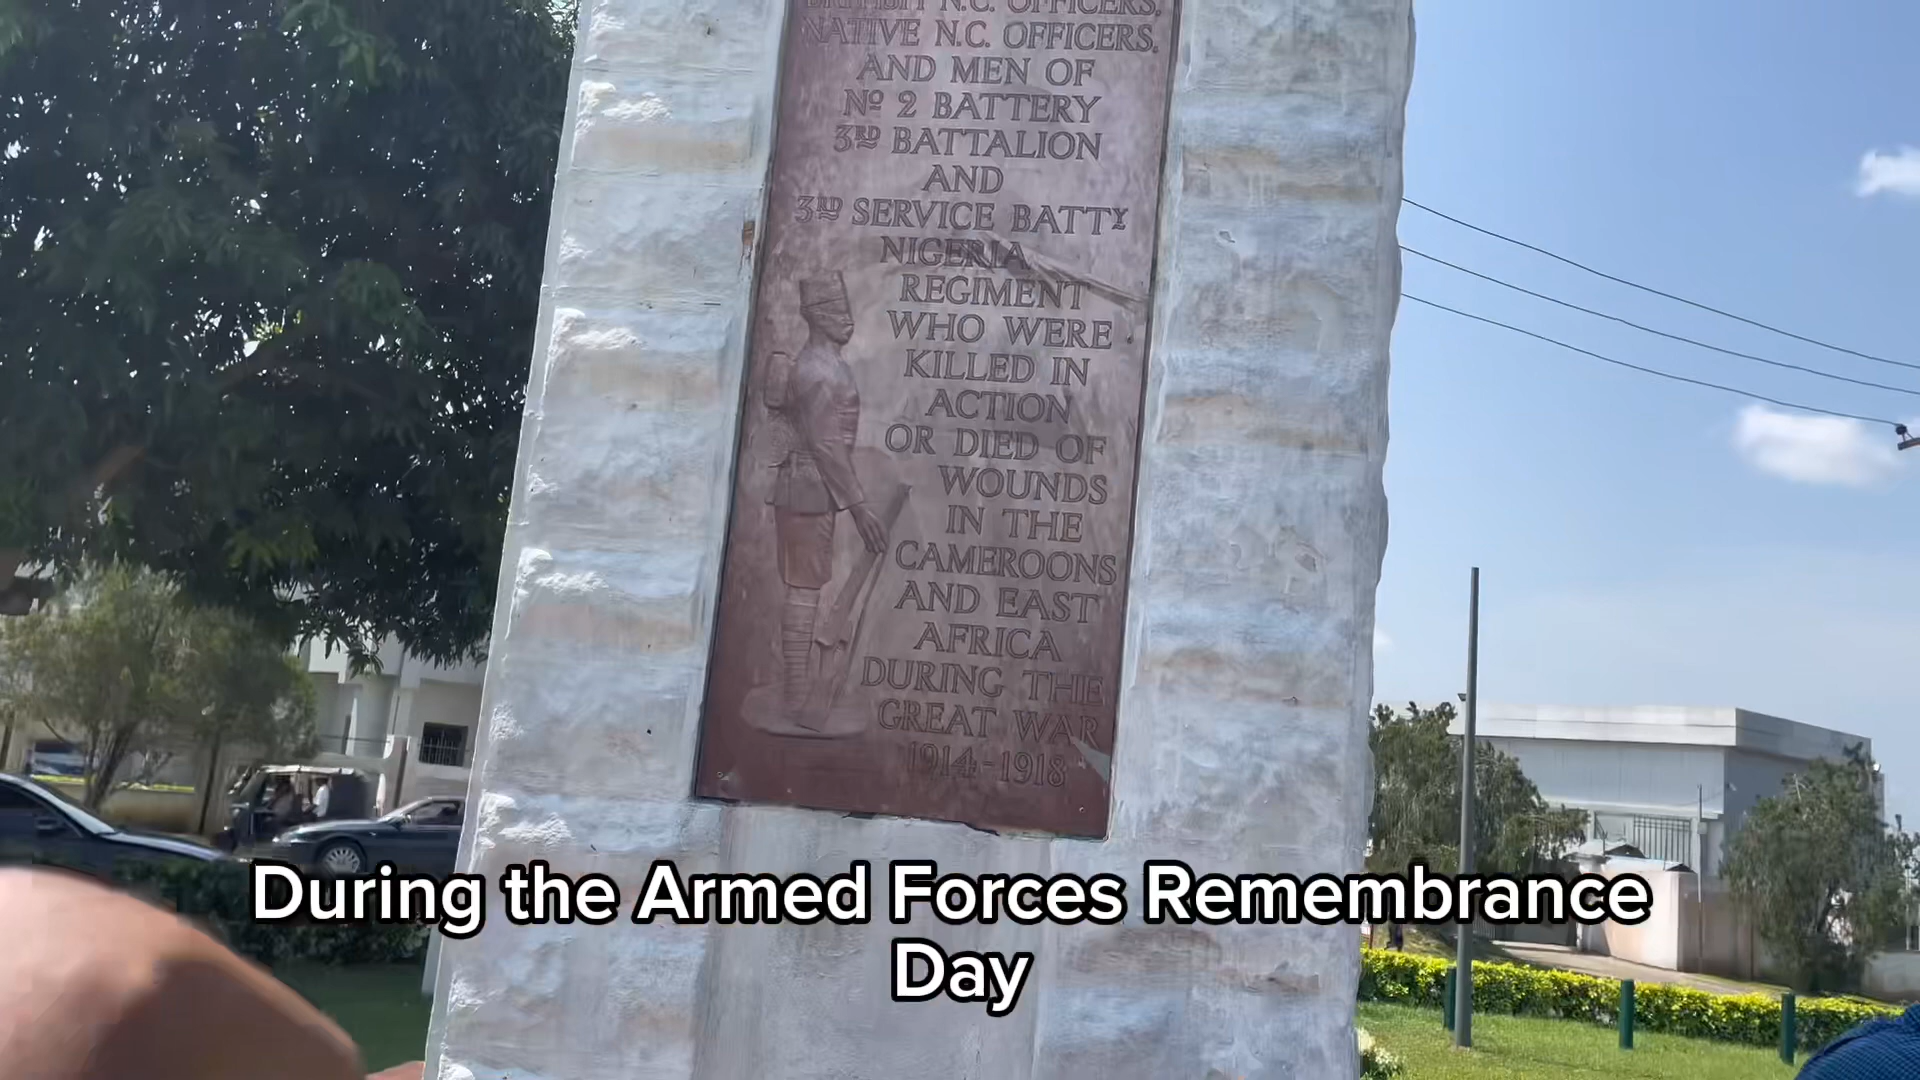 BRITISH N.C. OFFICERS,
NATIVE N.C. OFFICERS,
AND MEN OF
Nº 2 BATTERY
3RD BATTALION
AND
3RD SERVICE BATTY
NIGERIA
REGIMENT
WHO WERE
KILLED IN
ACTION
OR DIED OF
WOUNDS
IN THE
CAMEROONS
AND EAST
AFRICA
DURING THE
GREAT WAR
1914-1918
During the Armed Forces Remembrance
Day